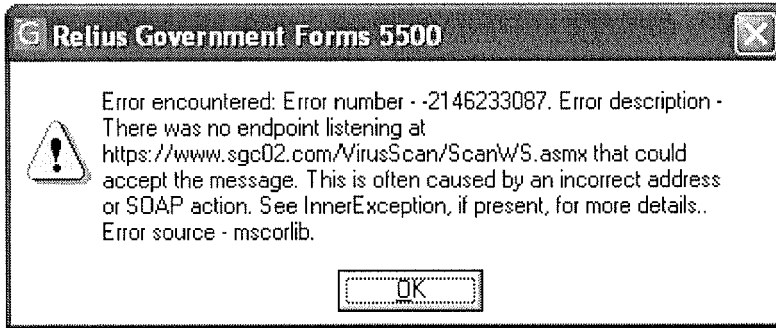 G Relius Government Forms 5500
Error encountered: Error number - -2146233087. Error description -
There was no endpoint listening at
https://www.sgc02.com/VirusScan/ScanWS.asmx that could
accept the message. This is often caused by an incorrect address
or SOAP action. See InnerException, if present, for more details..
Error source - mscorlib.
OK